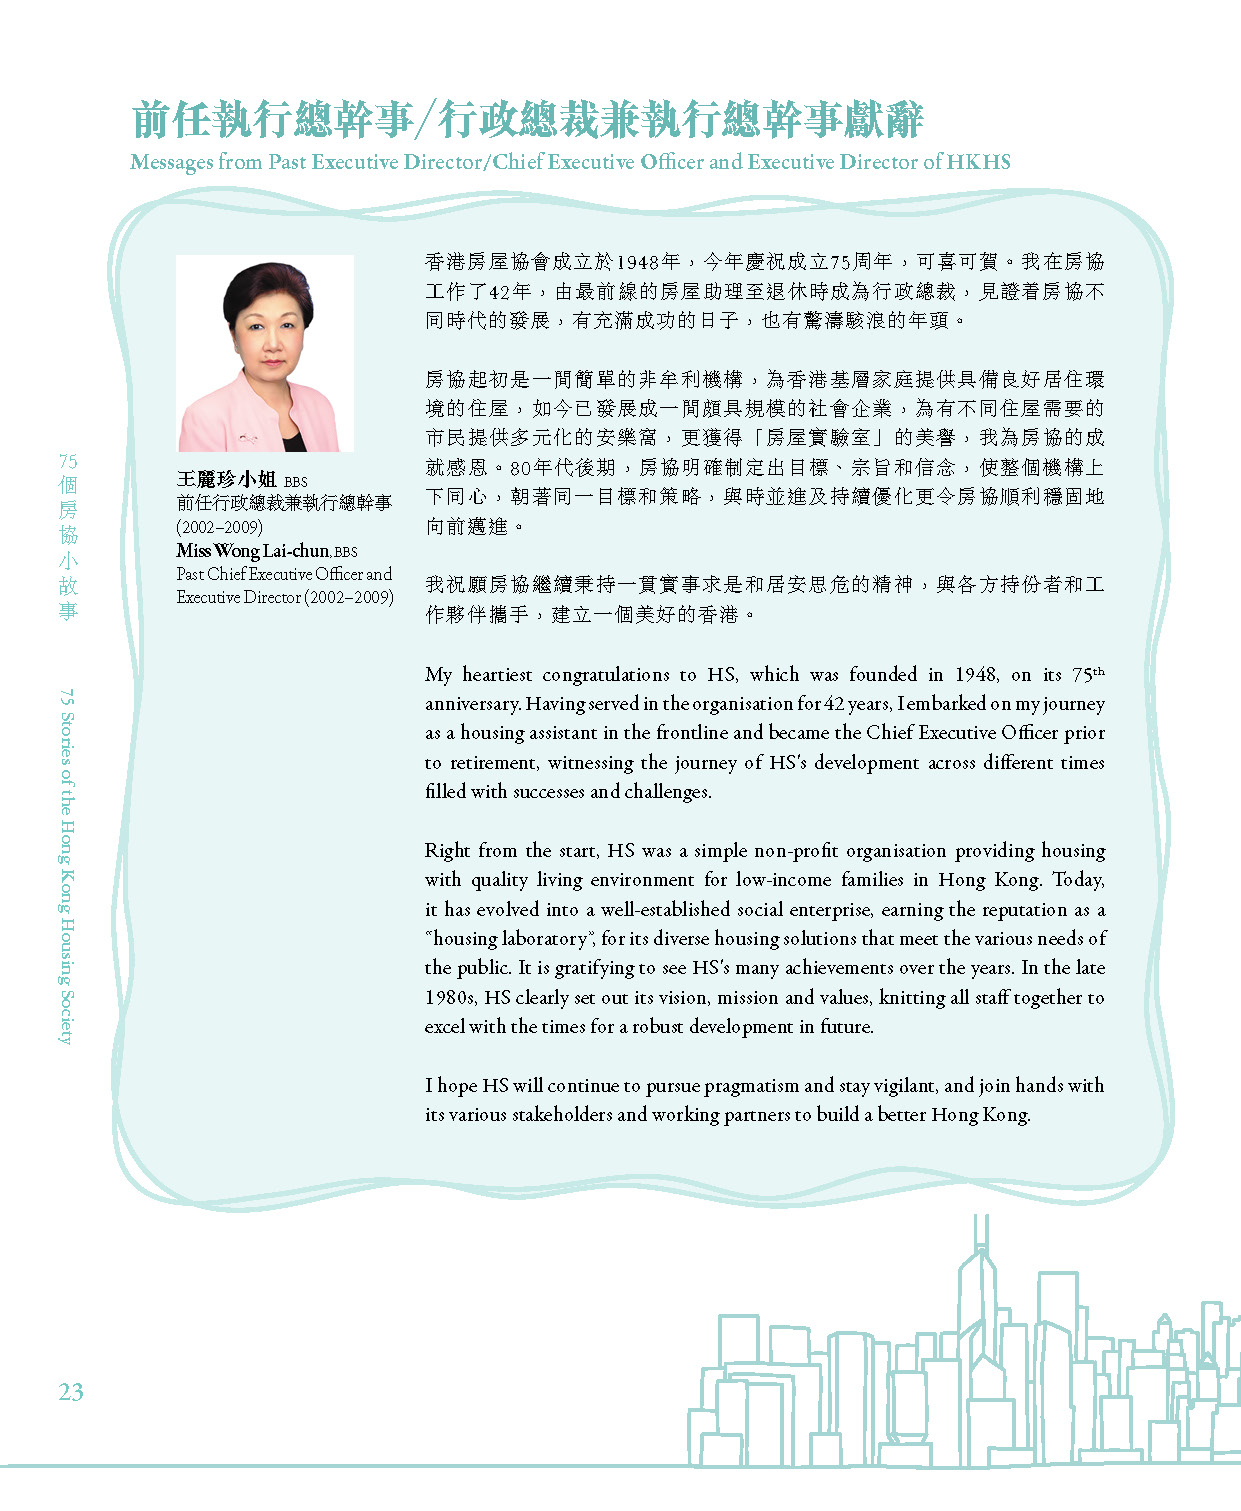 前任執行總幹事/行政總裁兼執行總幹事獻辭
Messages from Past Executive Director/Chief Executive Officer and Executive Director of HKHS
王麗珍小姐 BBS
前任行政總裁兼執行總幹事
(2002–2009)
Miss Wong Lai-chun, BBS
Past Chief Executive Officer and
Executive Director (2002–2009)
香港房屋協會成立於1948年，今年慶祝成立75周年，可喜可賀。我在房協
工作了42年，由最前線的房屋助理至退休時成為行政總裁，見證着房協不
同時代的發展，有充滿成功的日子，也有驚濤駭浪的年頭。
房協起初是一間簡單的非牟利機構，為香港基層家庭提供具備良好居住環
境的住屋，如今已發展成一間頗具規模的社會企業，為有不同住屋需要的
市民提供多元化的安樂窩，更獲得「房屋實驗室」的美譽，我為房協的成
就感恩。80年代後期，房協明確制定出目標、宗旨和信念，使整個機構上
下同心，朝著同一目標和策略，與時並進及持續優化更令房協順利穩固地
向前邁進。
我祝願房協繼續秉持一貫實事求是和居安思危的精神，與各方持份者和工
作夥伴攜手，建立一個美好的香港。
My heartiest congratulations to HS, which was founded in 1948, on its 75th
anniversary. Having served in the organisation for 42 years, I embarked on my journey
as a housing assistant in the frontline and became the Chief Executive Officer prior
to retirement, witnessing the journey of HS's development across different times
filled with successes and challenges.
Right from the start, HS was a simple non-profit organisation providing housing
with quality living environment for low-income families in Hong Kong. Today,
it has evolved into a well-established social enterprise, earning the reputation as a
“housing laboratory”, for its diverse housing solutions that meet the various needs of
the public. It is gratifying to see HS's many achievements over the years. In the late
1980s, HS clearly set out its vision, mission and values, knitting all staff together to
excel with the times for a robust development in future.
I hope HS will continue to pursue pragmatism and stay vigilant, and join hands with
its various stakeholders and working partners to build a better Hong Kong.
75個房協小故事
75 Stories of the Hong Kong Housing Society
23